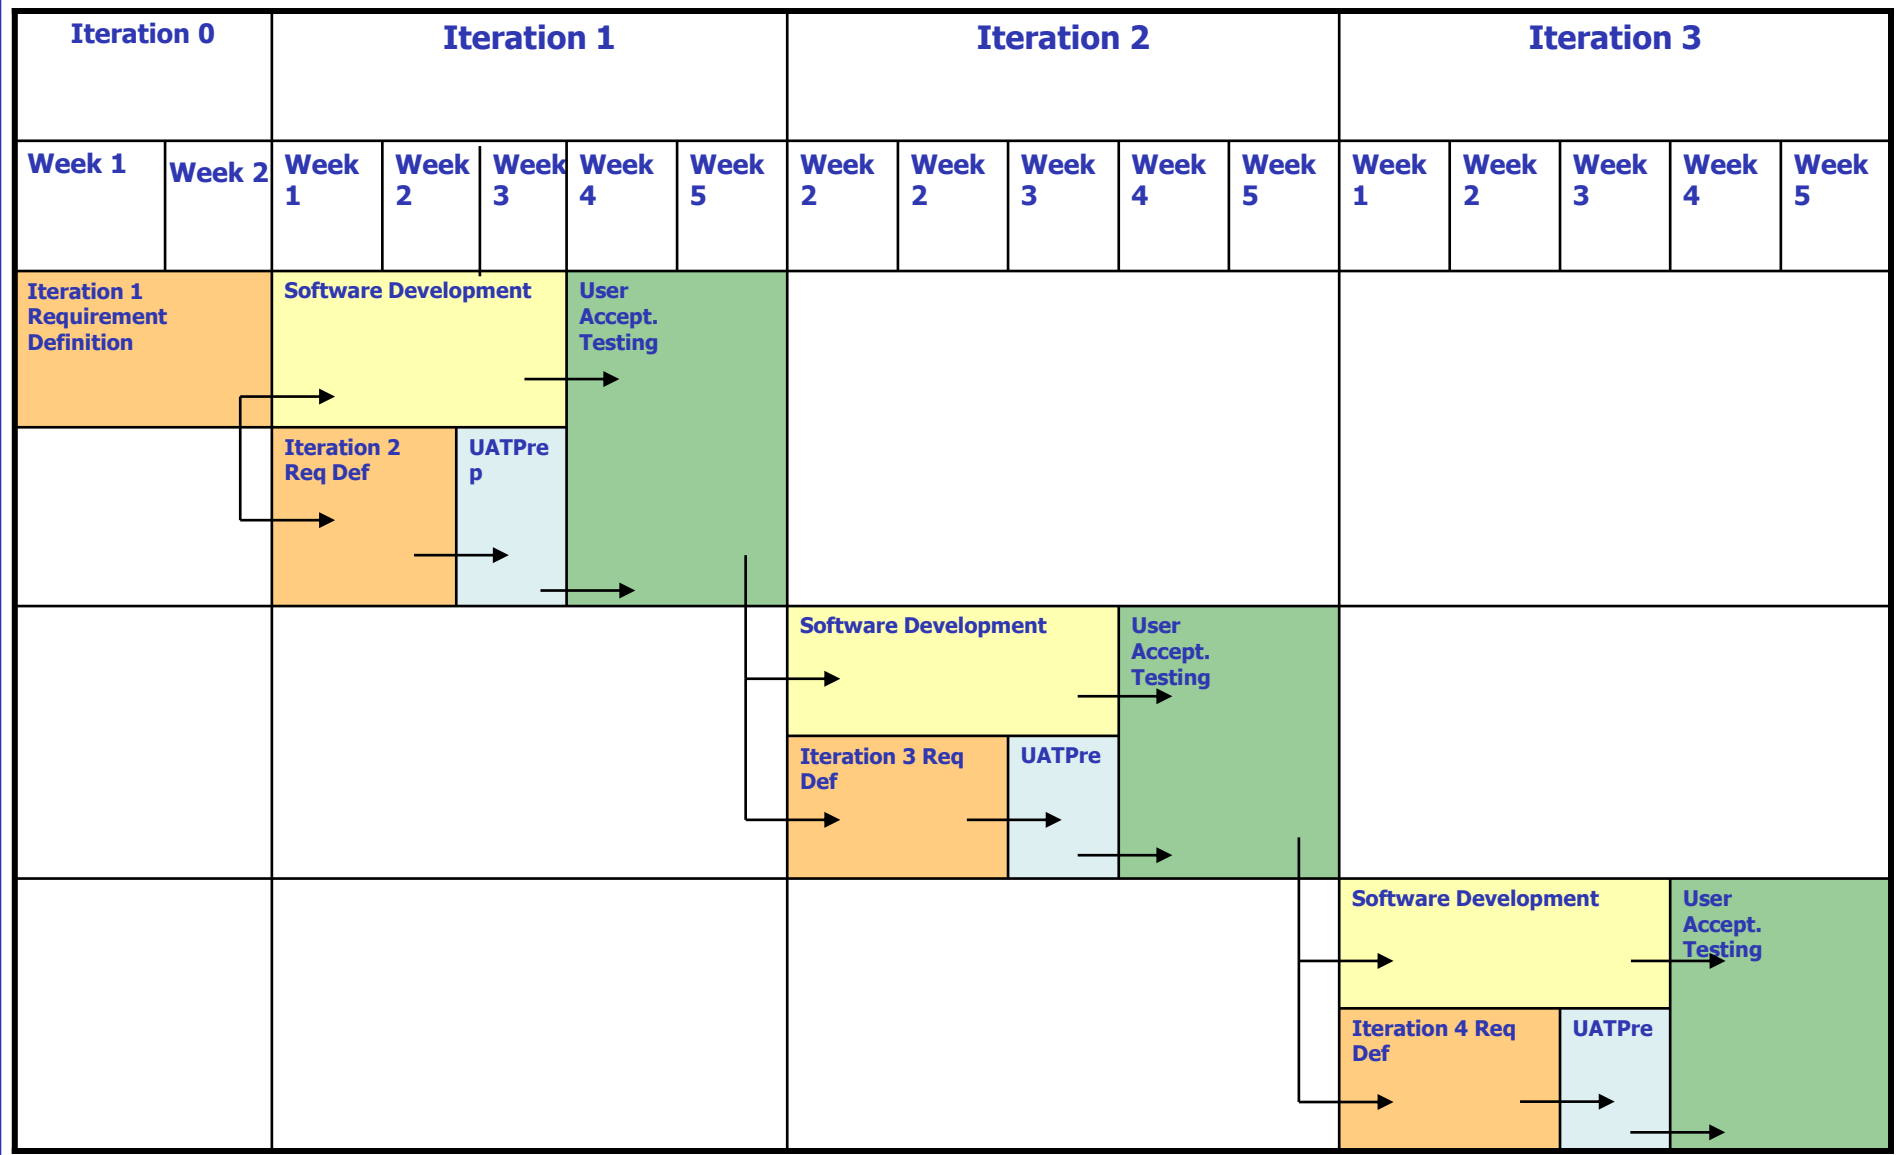 Iteration 0
Iteration 1
Iteration 2
Iteration 3
Week 1
Week 2
Week
1
Week
2
Week
3
Week
4
Week
5
Week
2
Week
2
Week
3
Week
4
Week
5
Week
1
Week
2
Week
3
Week
4
Week
5
Iteration 1
Requirement
Definition
Software Development
User
Accept.
Testing
Iteration 2
Req Def
UATPre
p
Software Development
User
Accept.
Testing
Iteration 3 Req
Def
UATPre
Software Development
User
Accept.
Testing
Iteration 4 Req
Def
UATPre